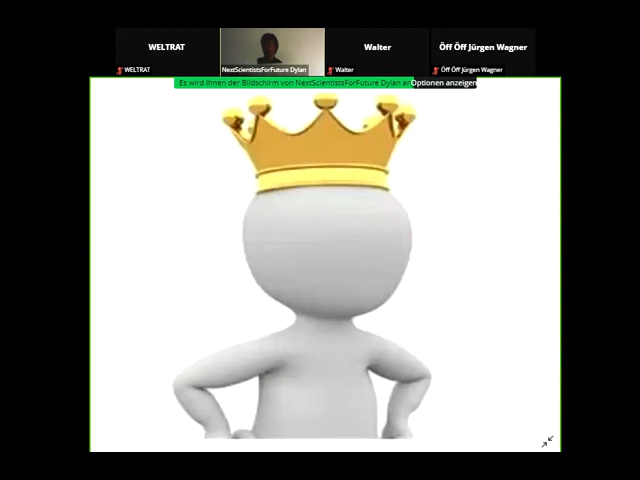 WELTRAT
Walter
Öff Öff Jürgen Wagner
WELTRAT
NextScientistsForFuture Dylan
Walter
Öff Öff Jürgen Wagner
Es wird Ihnen der Bildschirm von NextScientistsForFuture Dylan an
Optionen anzeigen